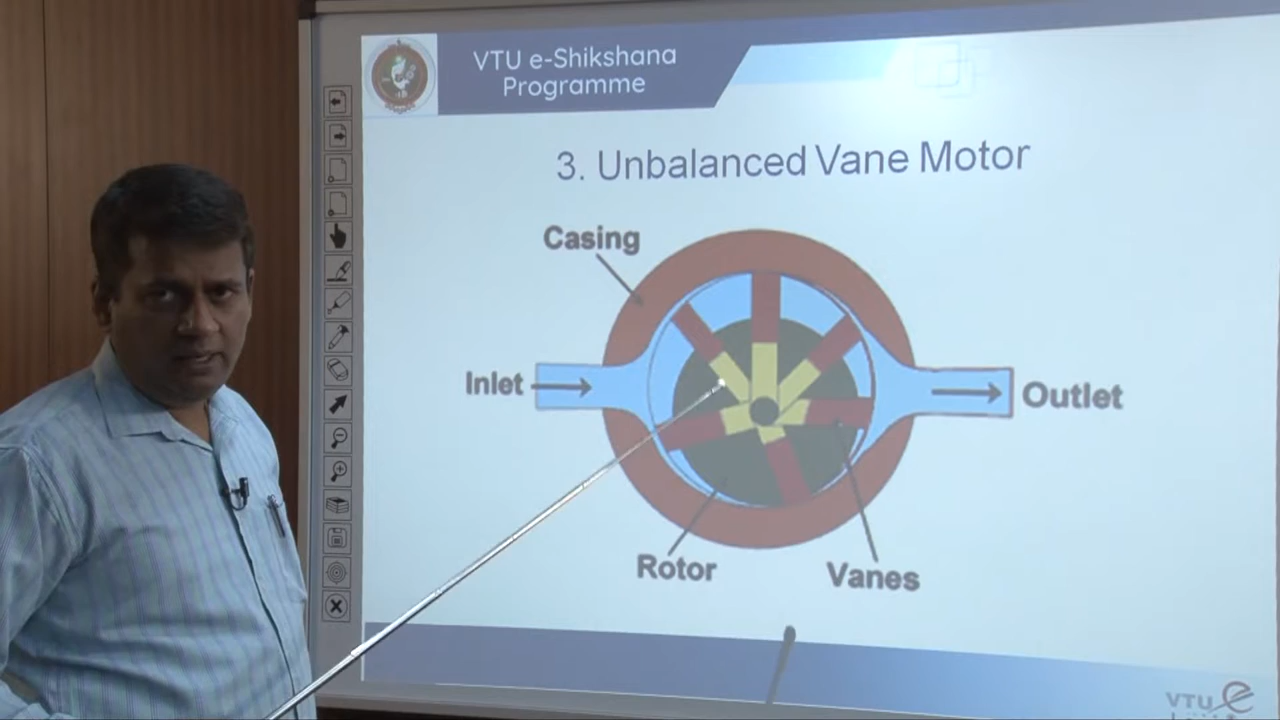 VTU e-Shikshana
Programme
3. Unbalanced Vane Motor
Casing
Inlet
Outlet
Rotor
Vanes
VTU e